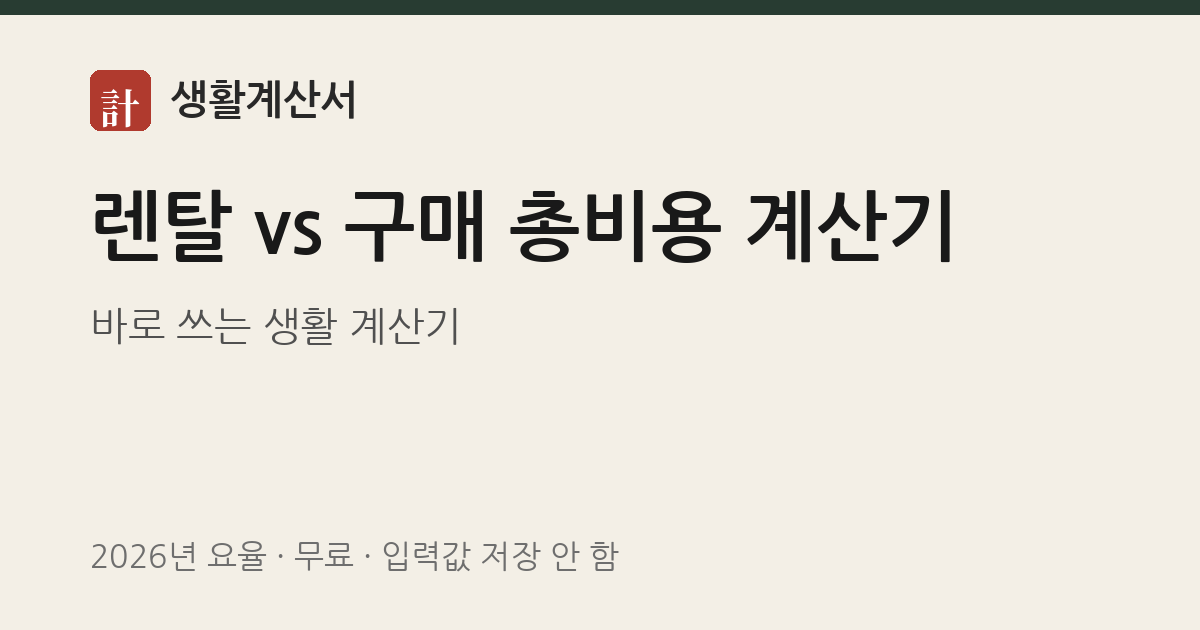 計 생활계산서
렌탈 vs 구매 총비용 계산기
바로 쓰는 생활 계산기
2026년 요율 · 무료 · 입력값 저장 안 함